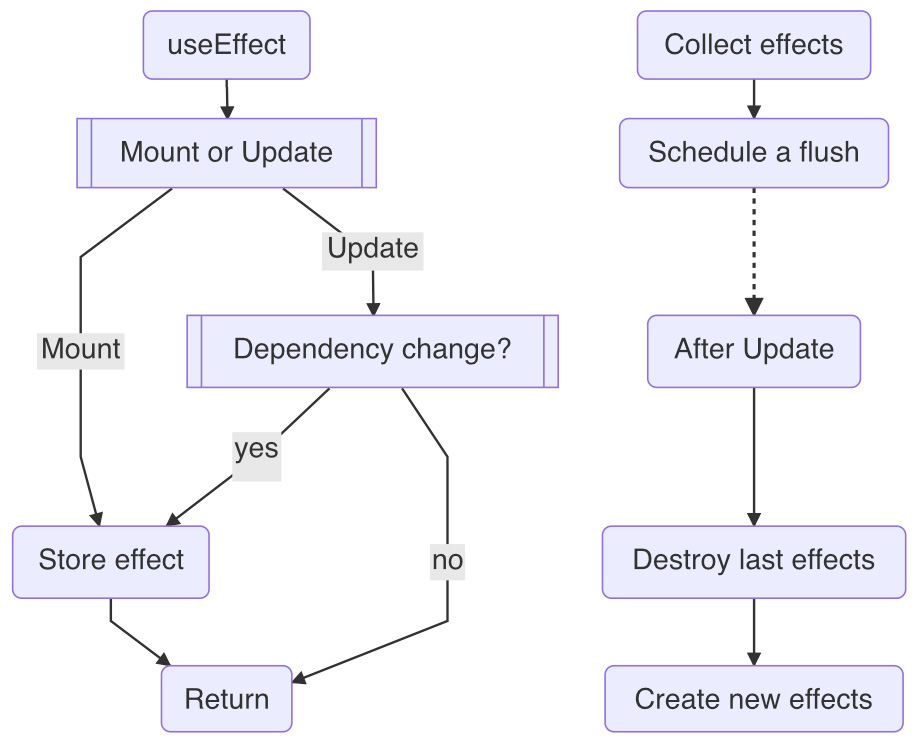 useEffect
Collect effects
Mount or Update
Schedule a flush
Update
Mount
Dependency change?
After Update
yes
Store effect
no
Destroy last effects
Return
Create new effects